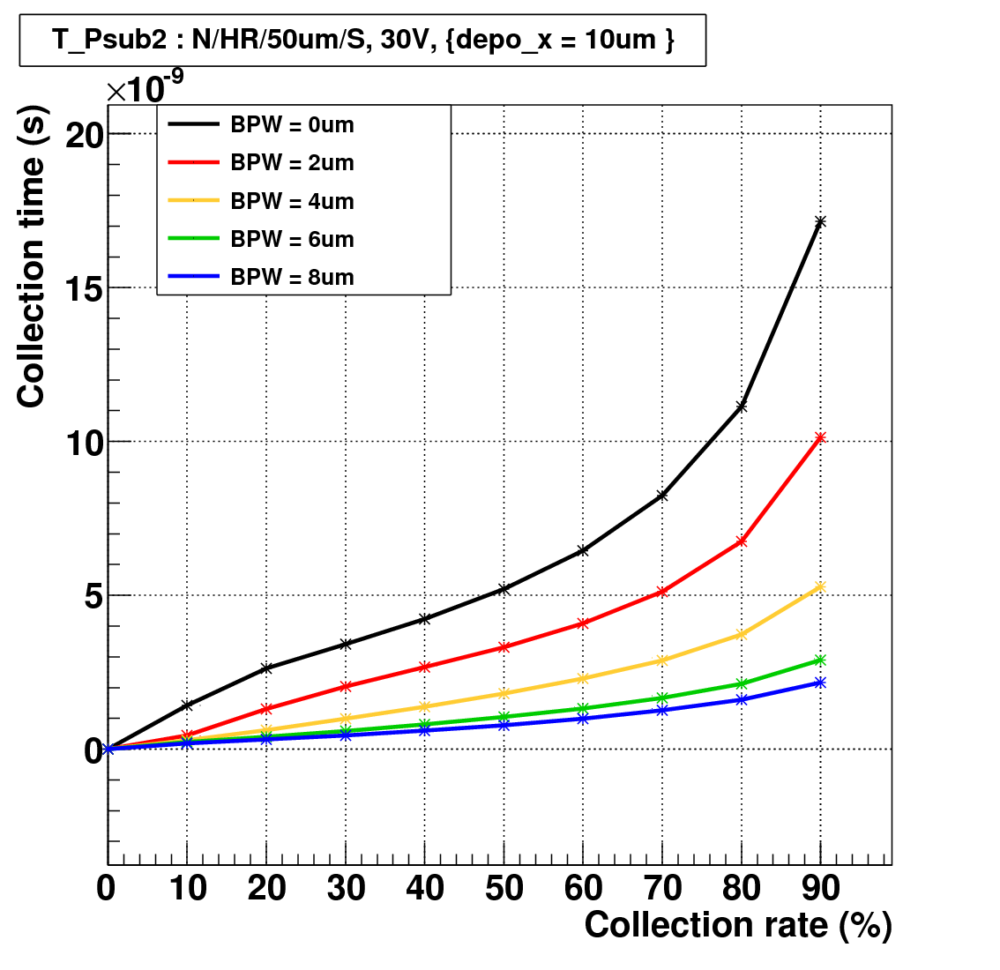 T_Psub2 : N/HR/50um/S, 30V, {depo_x = 10um }
×10-9
Collection time (s)
BPW = 0um
BPW = 2um
BPW = 4um
BPW = 6um
BPW = 8um
20
15
10
5
0
0 10 20 30 40 50 60 70 80 90
Collection rate (%)